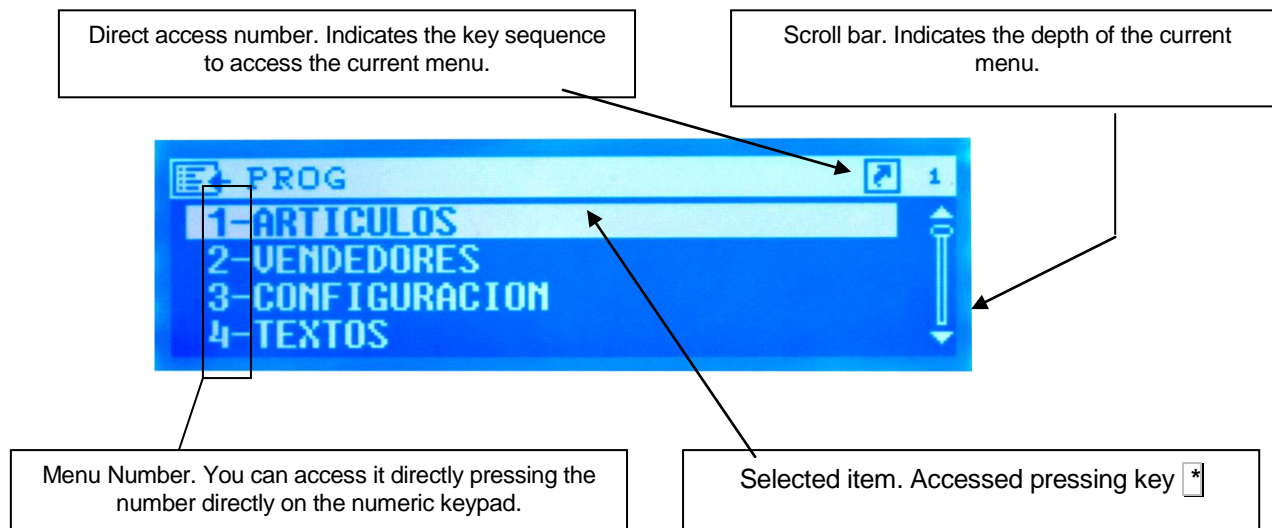 Direct access number. Indicates the key sequence
to access the current menu.
Scroll bar. Indicates the depth of the current
menu.
PROG 1
1-ARTICULOS
2-VENDEDORES
3-CONFIGURACION
4-TEXTOS
Menu Number. You can access it directly pressing the
number directly on the numeric keypad.
Selected item. Accessed pressing key *